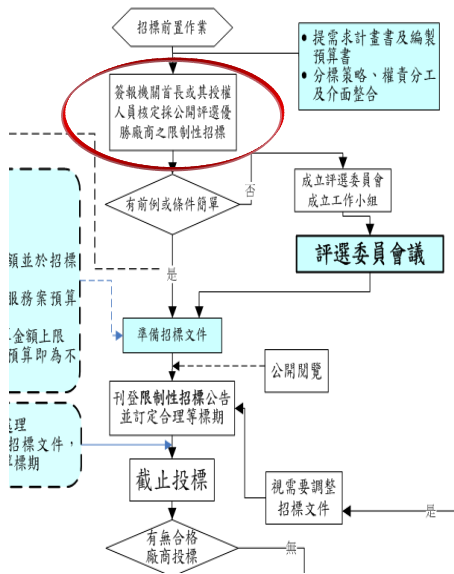 招標前置作業
• 提需求計畫書及編製
預算書
• 分標策略、權責分工
及介面整合
簽報機關首長或其授權
人員核定採公開評選優
勝廠商之限制性招標
否
有前例或條件簡單
成立評選委員會
成立工作小組
評選委員會議
是
額並於招標
服務案預算
金額上限
預算即為不
準備招標文件
公開閱覽
刊登限制性招標公告
並訂定合理等標期
處理
招標文件，
等標期
截止投標
視需要調整
招標文件
是
有無合格
廠商投標
無